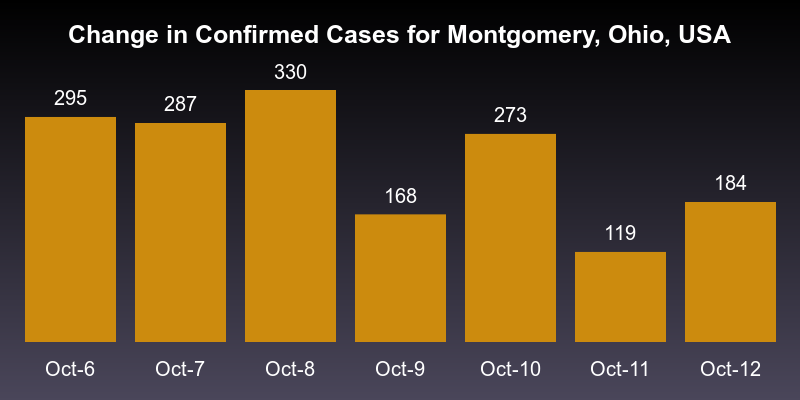 Change in Confirmed Cases for Montgomery, Ohio, USA
295
287
330
168
273
119
184
Oct-6
Oct-7
Oct-8
Oct-9
Oct-10
Oct-11
Oct-12